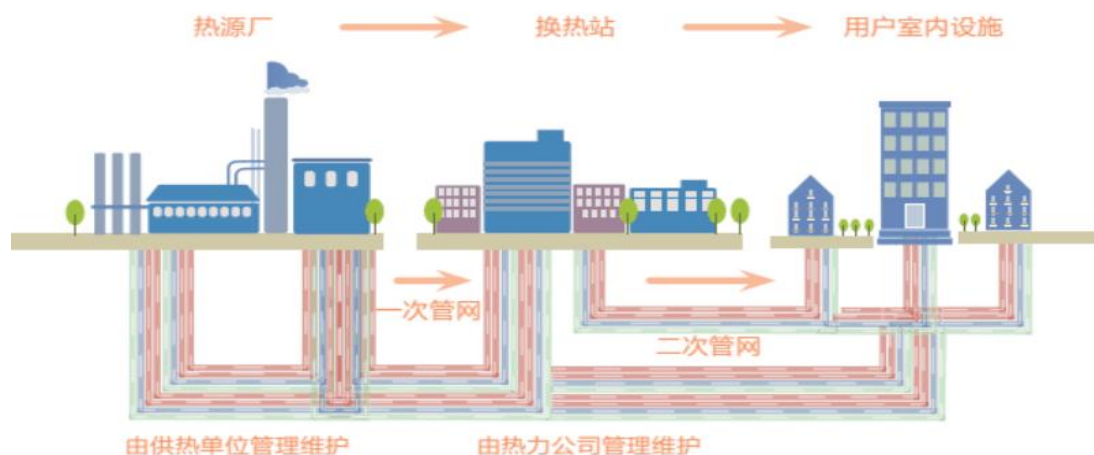 热源厂
换热站
用户室内设施
一次管网
二次管网
由供热单位管理维护
由热力公司管理维护